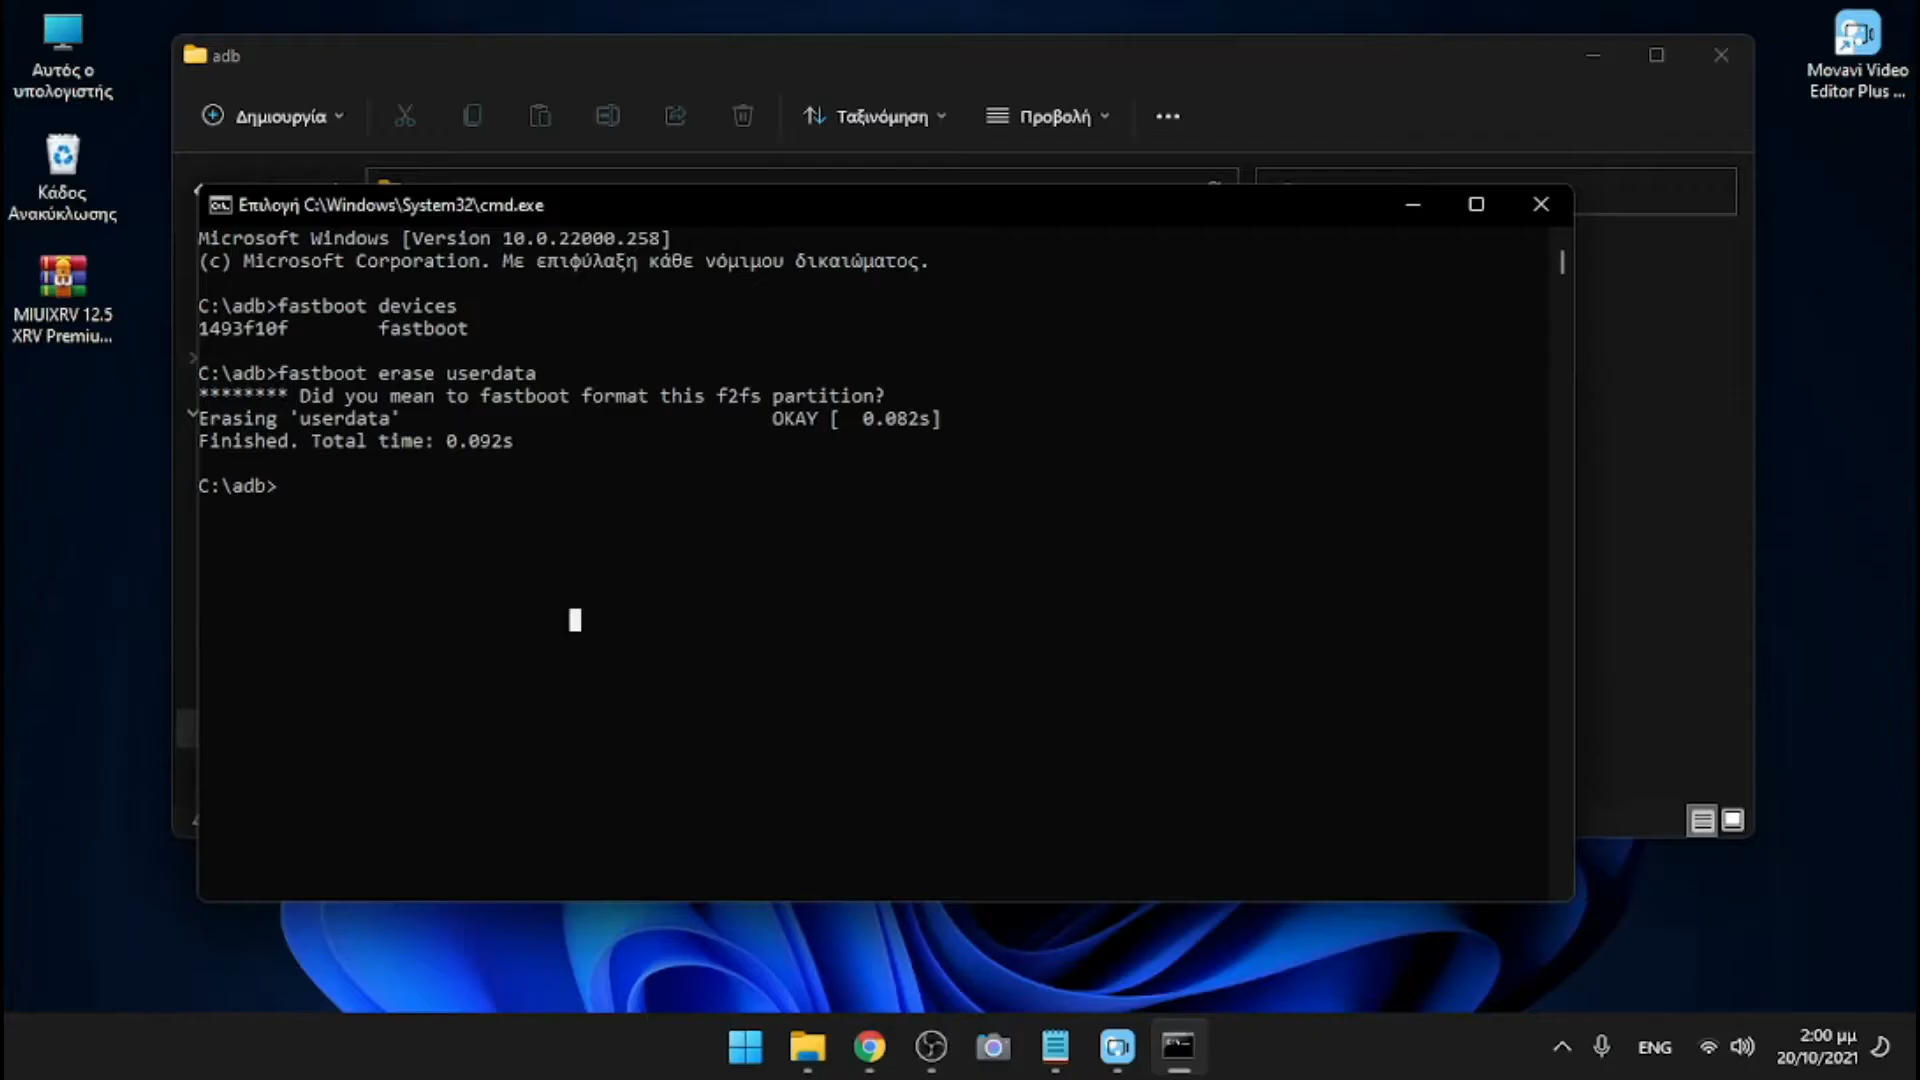 Αυτός ο
υπολογιστής
Κάδος
Ανακύκλωσης
MIUIXRV 12.5
XRV Premiu...
Movavi Video
Editor Plus ...
adb
Δημιουργία
Ταξινόμηση
Προβολή
Επιλογή C:\Windows\System32\cmd.exe
Microsoft Windows [Version 10.0.22000.258]
(c) Microsoft Corporation. Με επιφύλαξη κάθε νόμιμου δικαιώματος.
C:\adb>fastboot devices
1493f10f        fastboot
C:\adb>fastboot erase userdata
******** Did you mean to fastboot format this f2fs partition?
Erasing 'userdata'                                 OKAY [  0.082s]
Finished. Total time: 0.092s
C:\adb>
ENG
2:00 μμ
20/10/2021